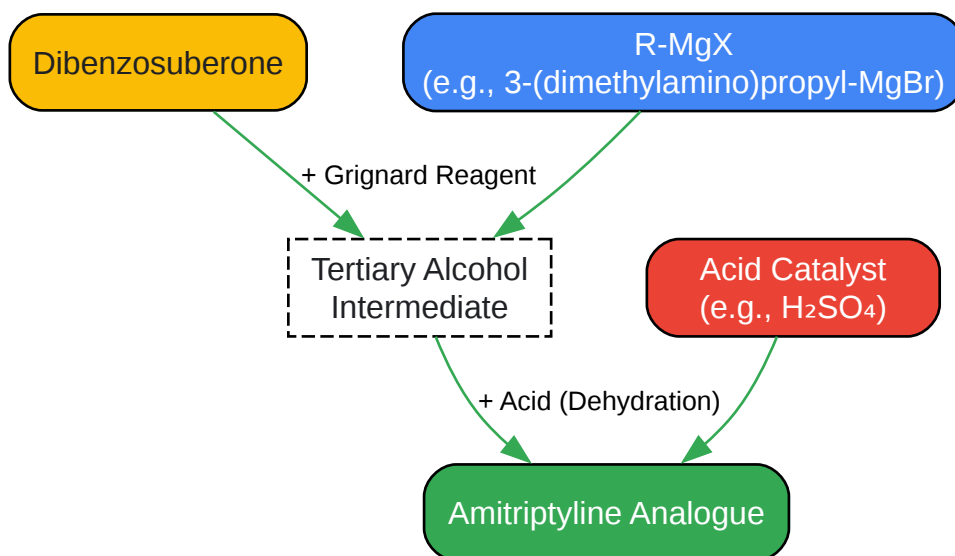 Dibenzosuberone
R-MgX
(e.g., 3-(dimethylamino)propyl-MgBr)
+ Grignard Reagent
Tertiary Alcohol
Intermediate
Acid Catalyst
(e.g., H₂SO₄)
+ Acid (Dehydration)
Amitriptyline Analogue